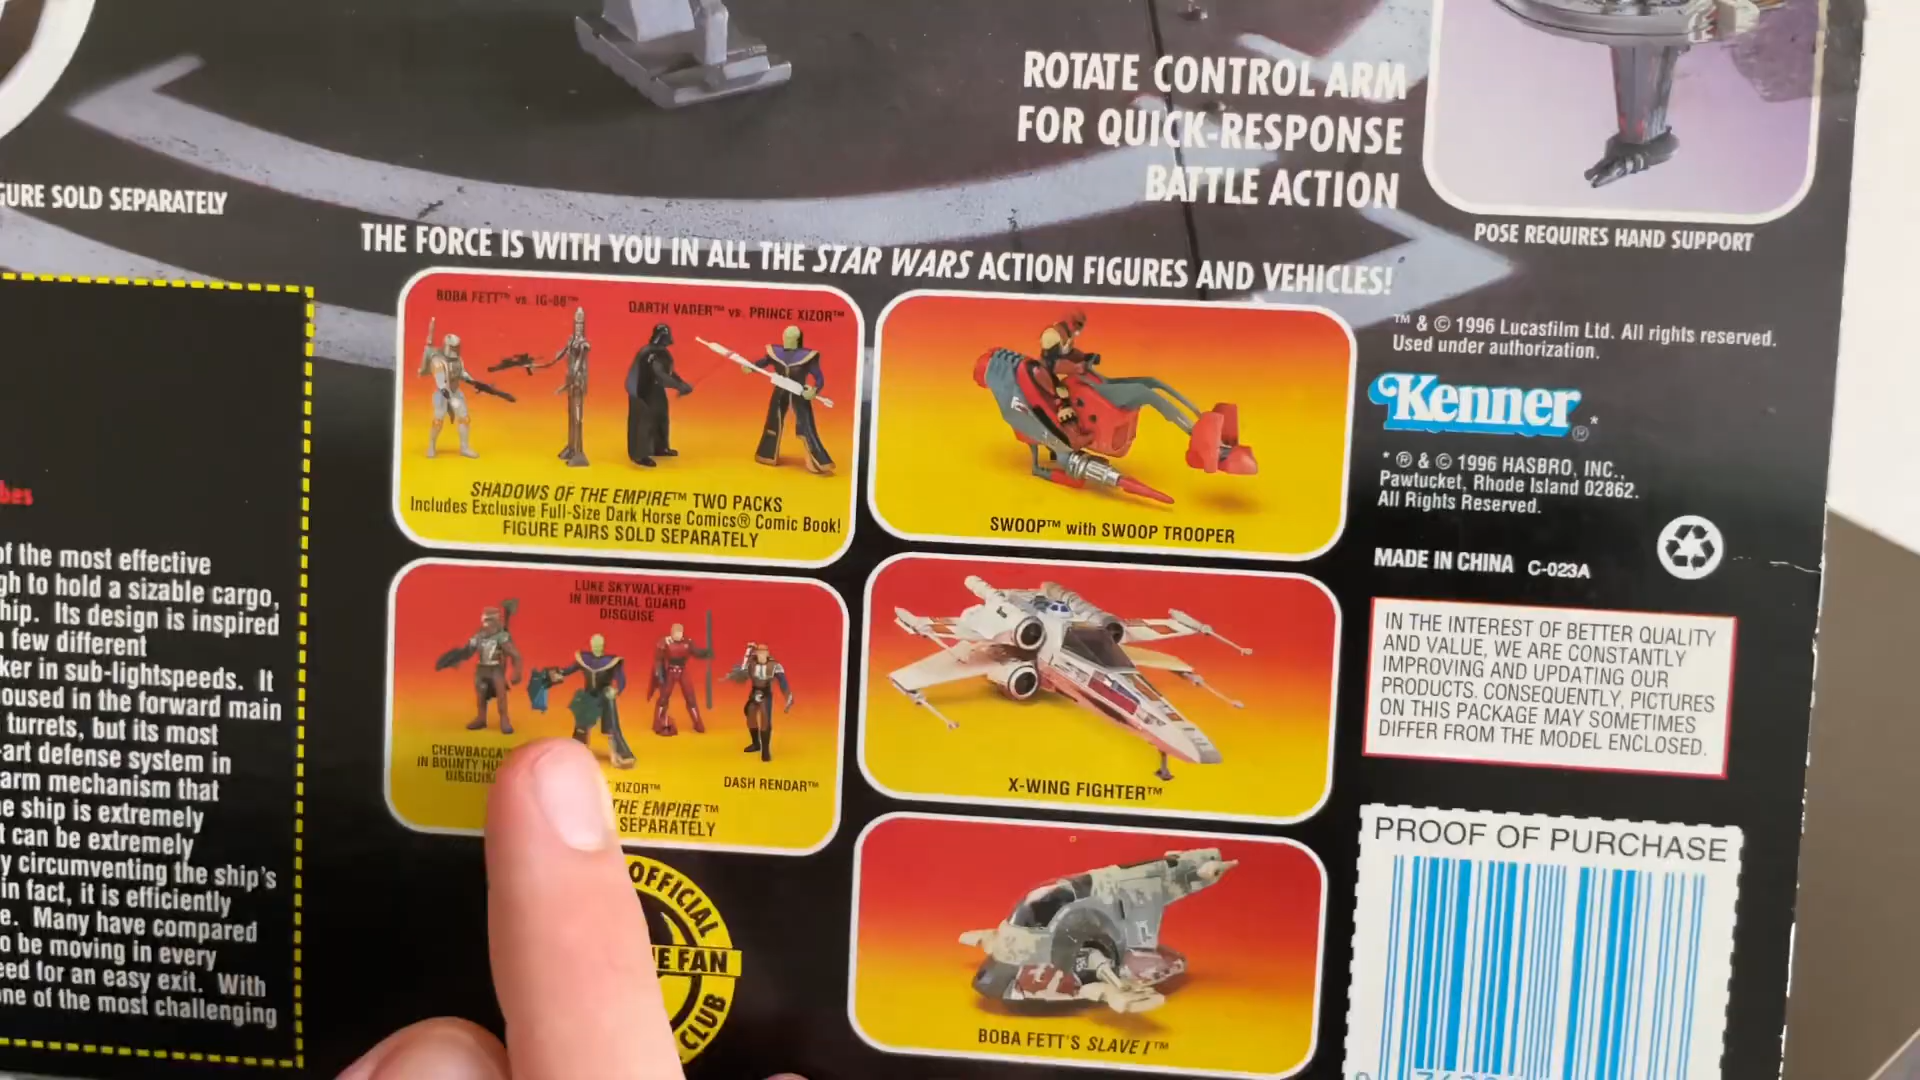 ROTATE CONTROL ARM
FOR QUICK-RESPONSE
BATTLE ACTION
POSE REQUIRES HAND SUPPORT
GURE SOLD SEPARATELY
THE FORCE IS WITH YOU IN ALL THE STAR WARS ACTION FIGURES AND VEHICLES!
BOBA FETT™ vs. IG-88™
DARTH VADER™ vs. PRINCE XIZOR™
SHADOWS OF THE EMPIRE™ TWO PACKS
Includes Exclusive Full-Size Dark Horse Comics® Comic Book!
FIGURE PAIRS SOLD SEPARATELY
SWOOP™ with SWOOP TROOPER
LUKE SKYWALKER™
IN IMPERIAL GUARD
DISGUISE
CHEWBACCA™
IN BOUNTY HU
DISGUIS
XIZOR™
DASH RENDAR™
THE EMPIRE™
SEPARATELY
X-WING FIGHTER™
BOBA FETT'S SLAVE I™
OFFICIAL
E FAN
CLUB
™ & © 1996 Lucasfilm Ltd. All rights reserved.
Used under authorization.
Kenner®*
* ® & © 1996 HASBRO, INC.,
Pawtucket, Rhode Island 02862.
All Rights Reserved.
MADE IN CHINA C-023A
IN THE INTEREST OF BETTER QUALITY
AND VALUE, WE ARE CONSTANTLY
IMPROVING AND UPDATING OUR
PRODUCTS. CONSEQUENTLY, PICTURES
ON THIS PACKAGE MAY SOMETIMES
DIFFER FROM THE MODEL ENCLOSED.
PROOF OF PURCHASE
bes
of the most effective
gh to hold a sizable cargo,
hip. Its design is inspired
a few different
ker in sub-lightspeeds. It
oused in the forward main
turrets, but its most
-art defense system in
arm mechanism that
e ship is extremely
t can be extremely
y circumventing the ship's
in fact, it is efficiently
e. Many have compared
o be moving in every
eed for an easy exit. With
one of the most challenging